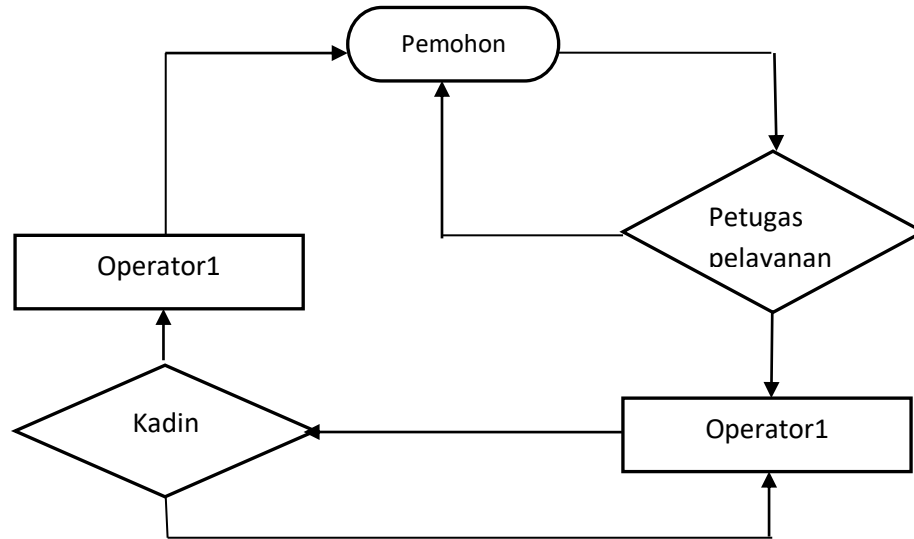 Pemohon
Petugas
pelayanan
Operator1
Kadin
Operator1